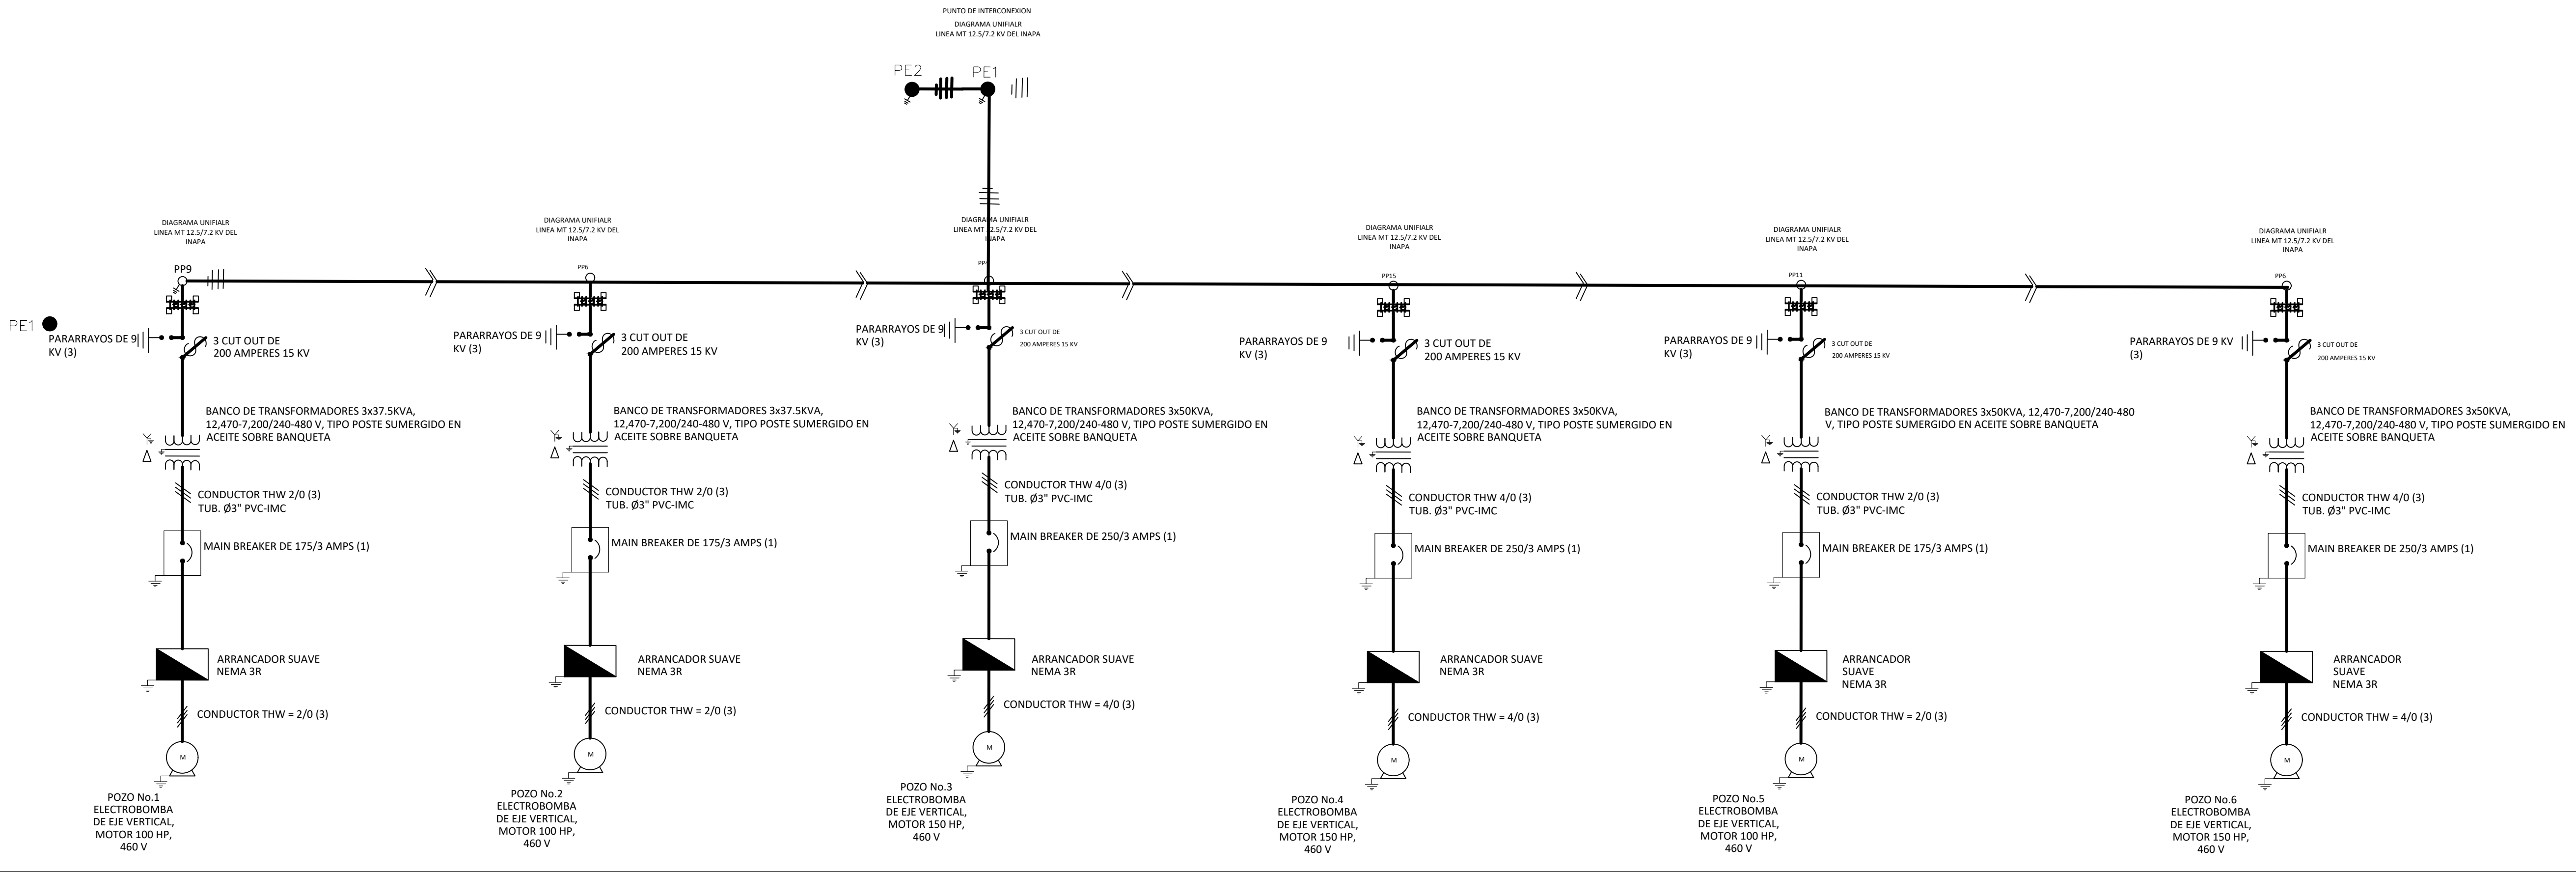 PUNTO DE INTERCONEXION
DIAGRAMA UNIFIALR
LINEA MT 12.5/7.2 KV DEL INAPA
PE2
PE1
DIAGRAMA UNIFIALR
LINEA MT 12.5/7.2 KV DEL
INAPA
PP9
PE1
PARARRAYOS DE 9
KV (3)
3 CUT OUT DE
200 AMPERES 15 KV
BANCO DE TRANSFORMADORES 3x37.5KVA,
12,470-7,200/240-480 V, TIPO POSTE SUMERGIDO EN
ACEITE SOBRE BANQUETA
CONDUCTOR THW 2/0 (3)
TUB. Ø3" PVC-IMC
MAIN BREAKER DE 175/3 AMPS (1)
ARRANCADOR SUAVE
NEMA 3R
CONDUCTOR THW = 2/0 (3)
M
POZO No.1
ELECTROBOMBA
DE EJE VERTICAL,
MOTOR 100 HP,
460 V
DIAGRAMA UNIFIALR
LINEA MT 12.5/7.2 KV DEL
INAPA
PP6
PARARRAYOS DE 9
KV (3)
3 CUT OUT DE
200 AMPERES 15 KV
BANCO DE TRANSFORMADORES 3x37.5KVA,
12,470-7,200/240-480 V, TIPO POSTE SUMERGIDO EN
ACEITE SOBRE BANQUETA
CONDUCTOR THW 2/0 (3)
TUB. Ø3" PVC-IMC
MAIN BREAKER DE 175/3 AMPS (1)
ARRANCADOR SUAVE
NEMA 3R
CONDUCTOR THW = 2/0 (3)
M
POZO No.2
ELECTROBOMBA
DE EJE VERTICAL,
MOTOR 100 HP,
460 V
DIAGRAMA UNIFIALR
LINEA MT 12.5/7.2 KV DEL
INAPA
PARARRAYOS DE 9
KV (3)
3 CUT OUT DE
200 AMPERES 15 KV
BANCO DE TRANSFORMADORES 3x50KVA,
12,470-7,200/240-480 V, TIPO POSTE SUMERGIDO EN
ACEITE SOBRE BANQUETA
CONDUCTOR THW 4/0 (3)
TUB. Ø3" PVC-IMC
MAIN BREAKER DE 250/3 AMPS (1)
ARRANCADOR SUAVE
NEMA 3R
CONDUCTOR THW = 4/0 (3)
M
POZO No.3
ELECTROBOMBA
DE EJE VERTICAL,
MOTOR 150 HP,
460 V
DIAGRAMA UNIFIALR
LINEA MT 12.5/7.2 KV DEL
INAPA
PP15
PARARRAYOS DE 9
KV (3)
3 CUT OUT DE
200 AMPERES 15 KV
BANCO DE TRANSFORMADORES 3x50KVA,
12,470-7,200/240-480 V, TIPO POSTE SUMERGIDO EN
ACEITE SOBRE BANQUETA
CONDUCTOR THW 4/0 (3)
TUB. Ø3" PVC-IMC
MAIN BREAKER DE 250/3 AMPS (1)
ARRANCADOR SUAVE
NEMA 3R
CONDUCTOR THW = 4/0 (3)
M
POZO No.4
ELECTROBOMBA
DE EJE VERTICAL,
MOTOR 150 HP,
460 V
DIAGRAMA UNIFIALR
LINEA MT 12.5/7.2 KV DEL
INAPA
PP11
PARARRAYOS DE 9
KV (3)
3 CUT OUT DE
200 AMPERES 15 KV
BANCO DE TRANSFORMADORES 3x50KVA, 12,470-7,200/240-480
V, TIPO POSTE SUMERGIDO EN ACEITE SOBRE BANQUETA
CONDUCTOR THW 2/0 (3)
TUB. Ø3" PVC-IMC
MAIN BREAKER DE 175/3 AMPS (1)
ARRANCADOR
SUAVE
NEMA 3R
CONDUCTOR THW = 2/0 (3)
M
POZO No.5
ELECTROBOMBA
DE EJE VERTICAL,
MOTOR 100 HP,
460 V
DIAGRAMA UNIFIALR
LINEA MT 12.5/7.2 KV DEL
INAPA
PP6
PARARRAYOS DE 9 KV
(3)
3 CUT OUT DE
200 AMPERES 15 KV
BANCO DE TRANSFORMADORES 3x50KVA,
12,470-7,200/240-480 V, TIPO POSTE SUMERGIDO EN
ACEITE SOBRE BANQUETA
CONDUCTOR THW 4/0 (3)
TUB. Ø3" PVC-IMC
MAIN BREAKER DE 250/3 AMPS (1)
ARRANCADOR
SUAVE
NEMA 3R
CONDUCTOR THW = 4/0 (3)
M
POZO No.6
ELECTROBOMBA
DE EJE VERTICAL,
MOTOR 150 HP,
460 V